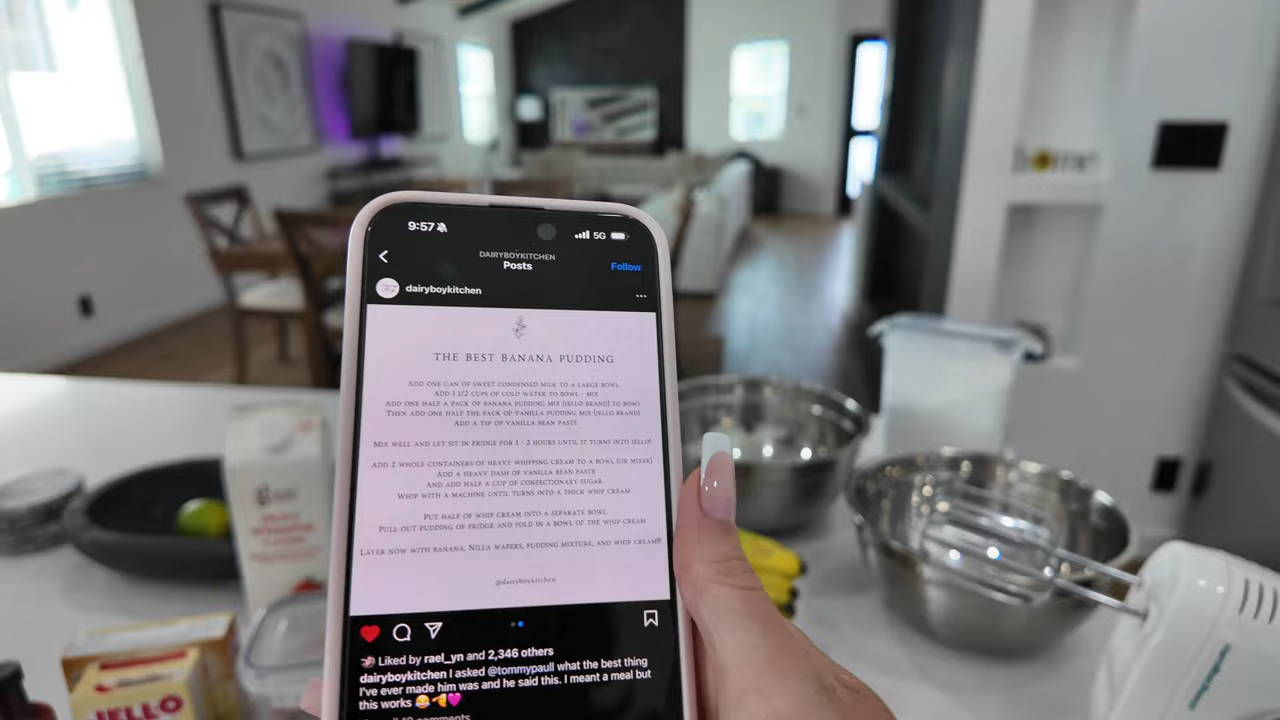 9:57
5G
DAIRYBOYKITCHEN
Posts
Follow
dairyboykitchen
THE BEST BANANA PUDDING
ADD ONE CAN OF SWEET CONDENSED MILK TO A LARGE BOWL
ADD 1 1/2 CUPS OF COLD WATER TO BOWL - MIX
ADD ONE HALF A PACK OF BANANA PUDDING MIX (JELLO BRAND) TO BOWL
THEN ADD ONE HALF THE PACK OF VANILLA PUDDING MIX (JELLO BRAND)
ADD A TSP OF VANILLA BEAN PASTE
MIX WELL AND LET SIT IN FRIDGE FOR 1 - 2 HOURS UNTIL IT TURNS INTO JELLO!
ADD 2 WHOLE CONTAINERS OF HEAVY WHIPPING CREAM TO A BOWL (OR MIXER)
ADD A HEAVY DASH OF VANILLA BEAN PASTE
AND ADD HALF A CUP OF CONFECTIONARY SUGAR
WHIP WITH A MACHINE UNTIL TURNS INTO A THICK WHIP CREAM
PUT HALF OF WHIP CREAM INTO A SEPARATE BOWL
PULL OUT PUDDING OF FRIDGE AND FOLD IN A BOWL OF THE WHIP CREAM
LAYER NOW WITH BANANA, NILLA WAFERS, PUDDING MIXTURE, AND WHIP CREAM!!!
@dairyboykitchen
Liked by rael_yn and 2,346 others
dairyboykitchen I asked @tommypaull what the best thing
I've ever made him was and he said this. I meant a meal but
this works 😂🍕💖
home
JELL-O